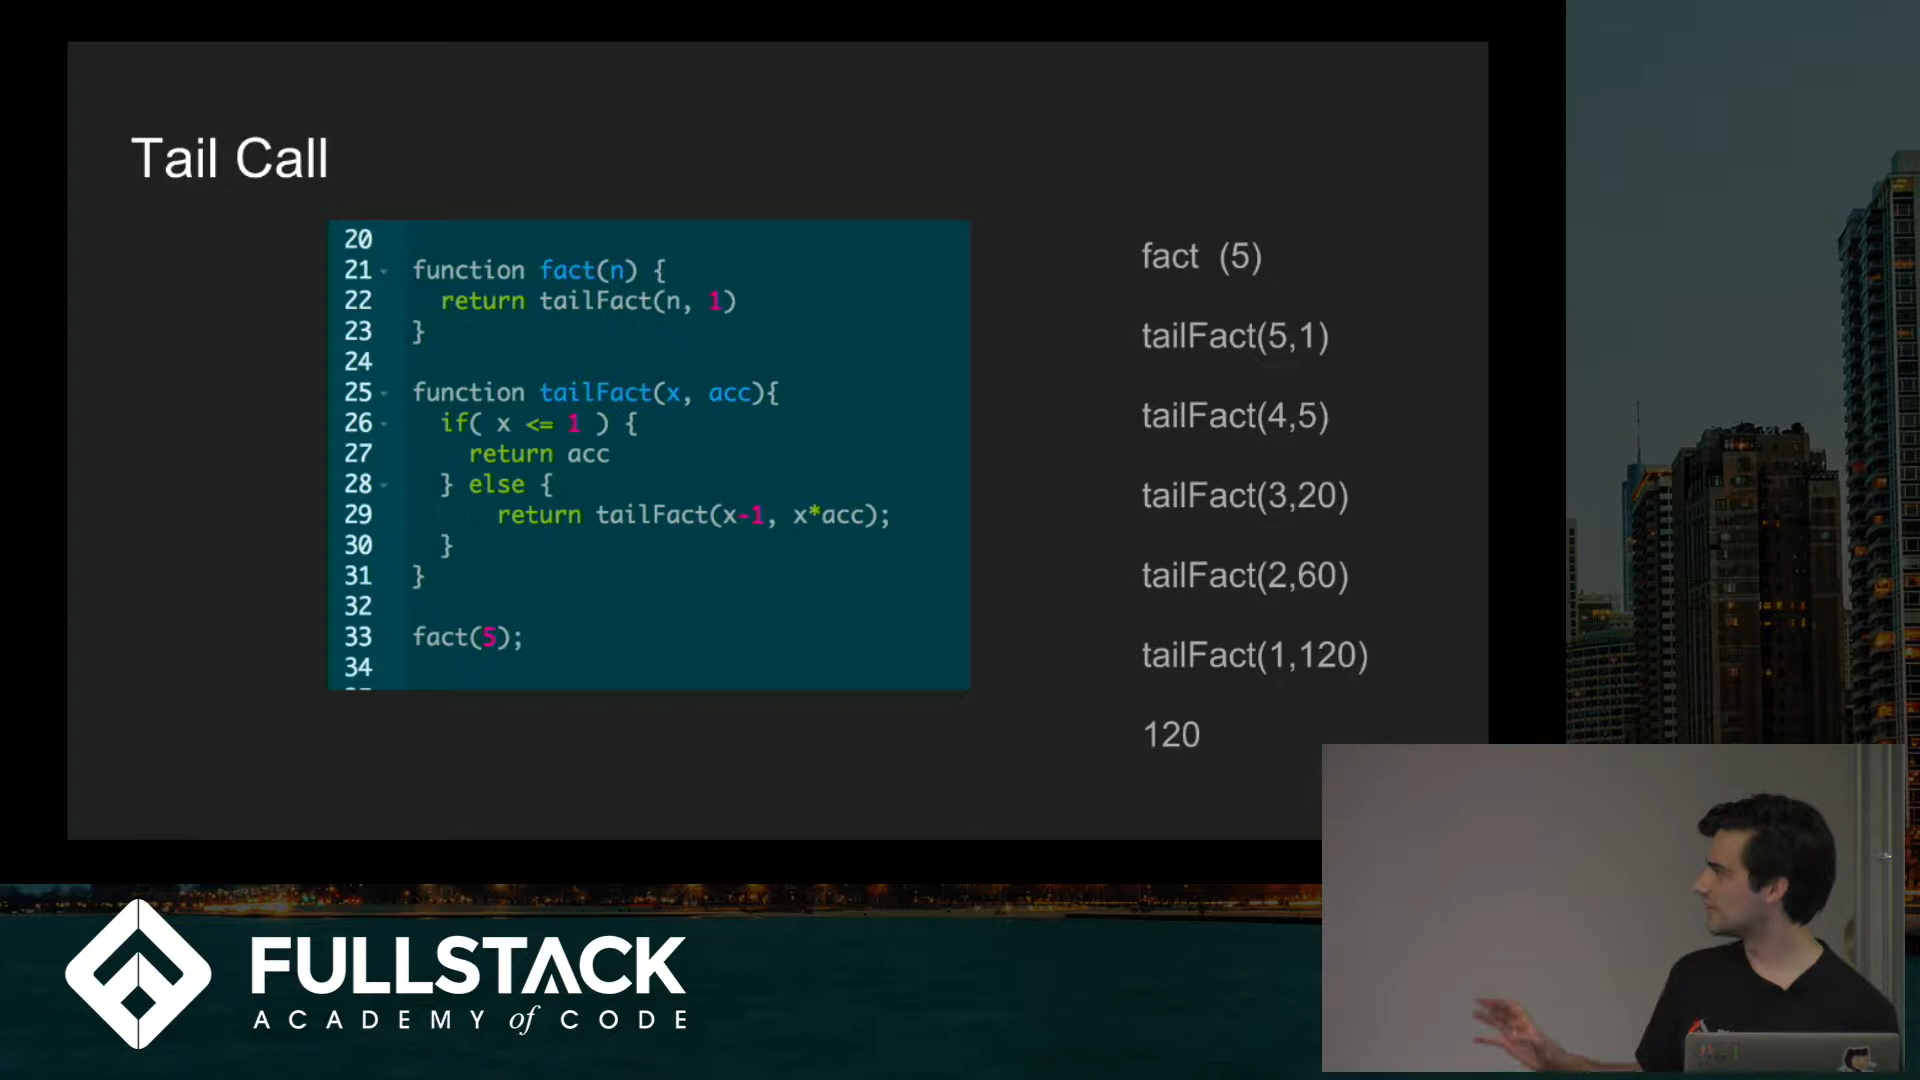 Tail Call
20
21 function fact(n) {
22 return tailFact(n, 1)
23 }
24
25 function tailFact(x, acc){
26 if( x <= 1 ) {
27 return acc
28 } else {
29 return tailFact(x-1, x*acc);
30 }
31 }
32
33 fact(5);
34
fact (5)
tailFact(5,1)
tailFact(4,5)
tailFact(3,20)
tailFact(2,60)
tailFact(1,120)
120
FULLSTACK
ACADEMY of CODE